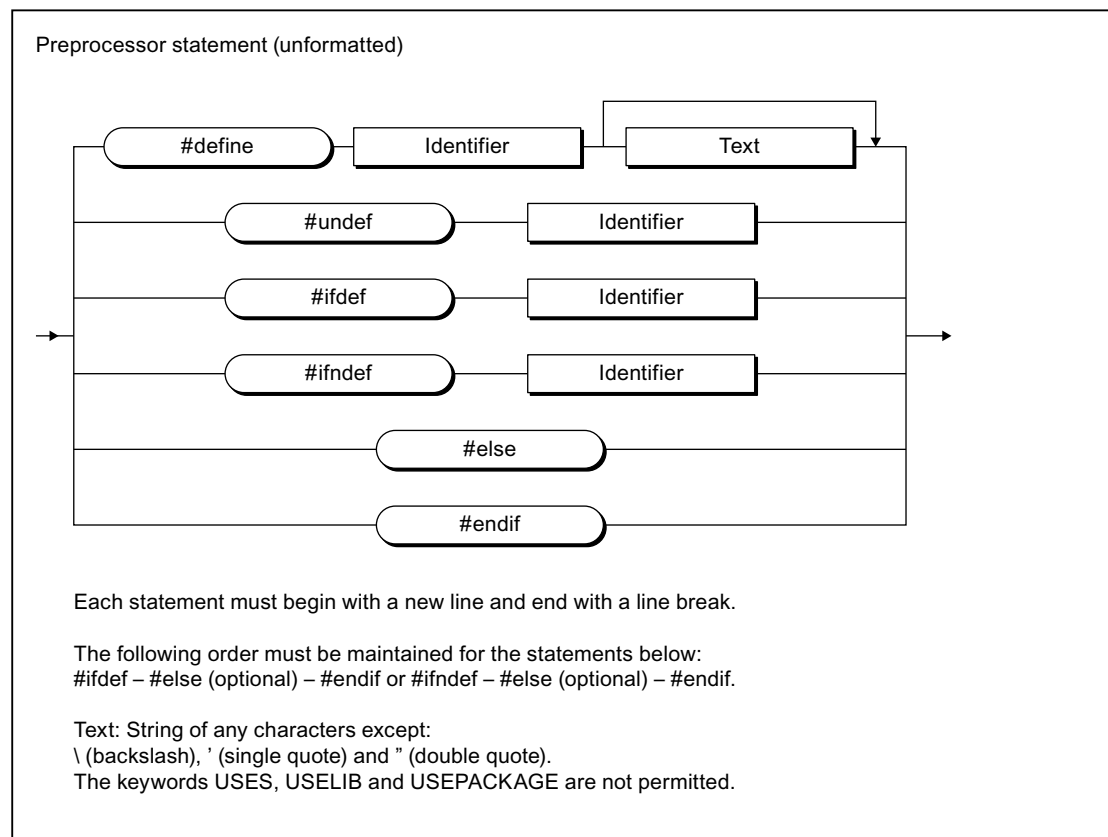 Preprocessor statement (unformatted)
#define Identifier Text
#undef Identifier
#ifdef Identifier
#ifndef Identifier
#else
#endif
Each statement must begin with a new line and end with a line break.
The following order must be maintained for the statements below:
#ifdef – #else (optional) – #endif or #ifndef – #else (optional) – #endif.
Text: String of any characters except:
\ (backslash), ’ (single quote) and ” (double quote).
The keywords USES, USELIB and USEPACKAGE are not permitted.